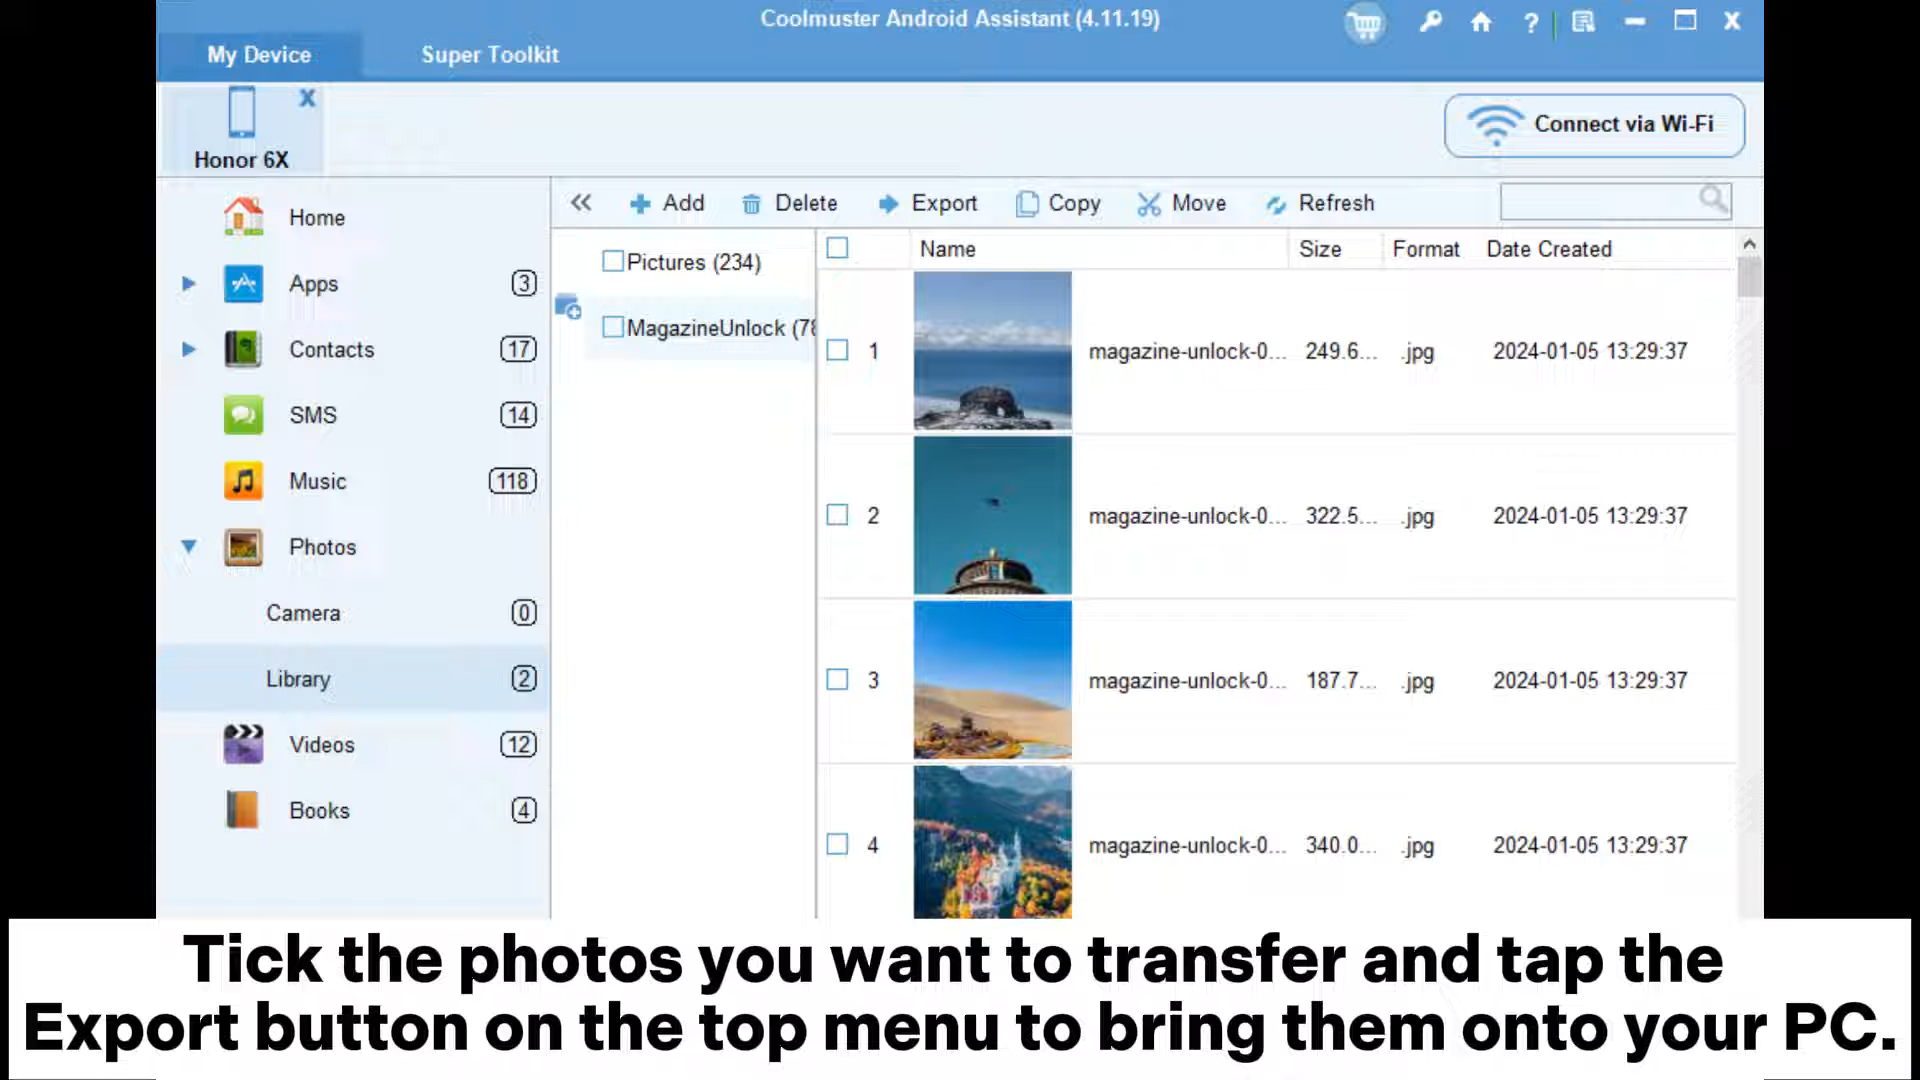 Coolmuster Android Assistant (4.11.19)
?
X
My Device
Super Toolkit
X
Honor 6X
Connect via Wi-Fi
Home
Apps
3
Contacts
17
SMS
14
Music
118
Photos
Camera
0
Library
2
Videos
12
Books
4
Add
Delete
Export
Copy
Move
Refresh
Pictures (234)
MagazineUnlock (78
Name Size Format Date Created
1 magazine-unlock-0... 249.6... .jpg 2024-01-05 13:29:37
2 magazine-unlock-0... 322.5... .jpg 2024-01-05 13:29:37
3 magazine-unlock-0... 187.7... .jpg 2024-01-05 13:29:37
4 magazine-unlock-0... 340.0... .jpg 2024-01-05 13:29:37
Tick the photos you want to transfer and tap the
Export button on the top menu to bring them onto your PC.